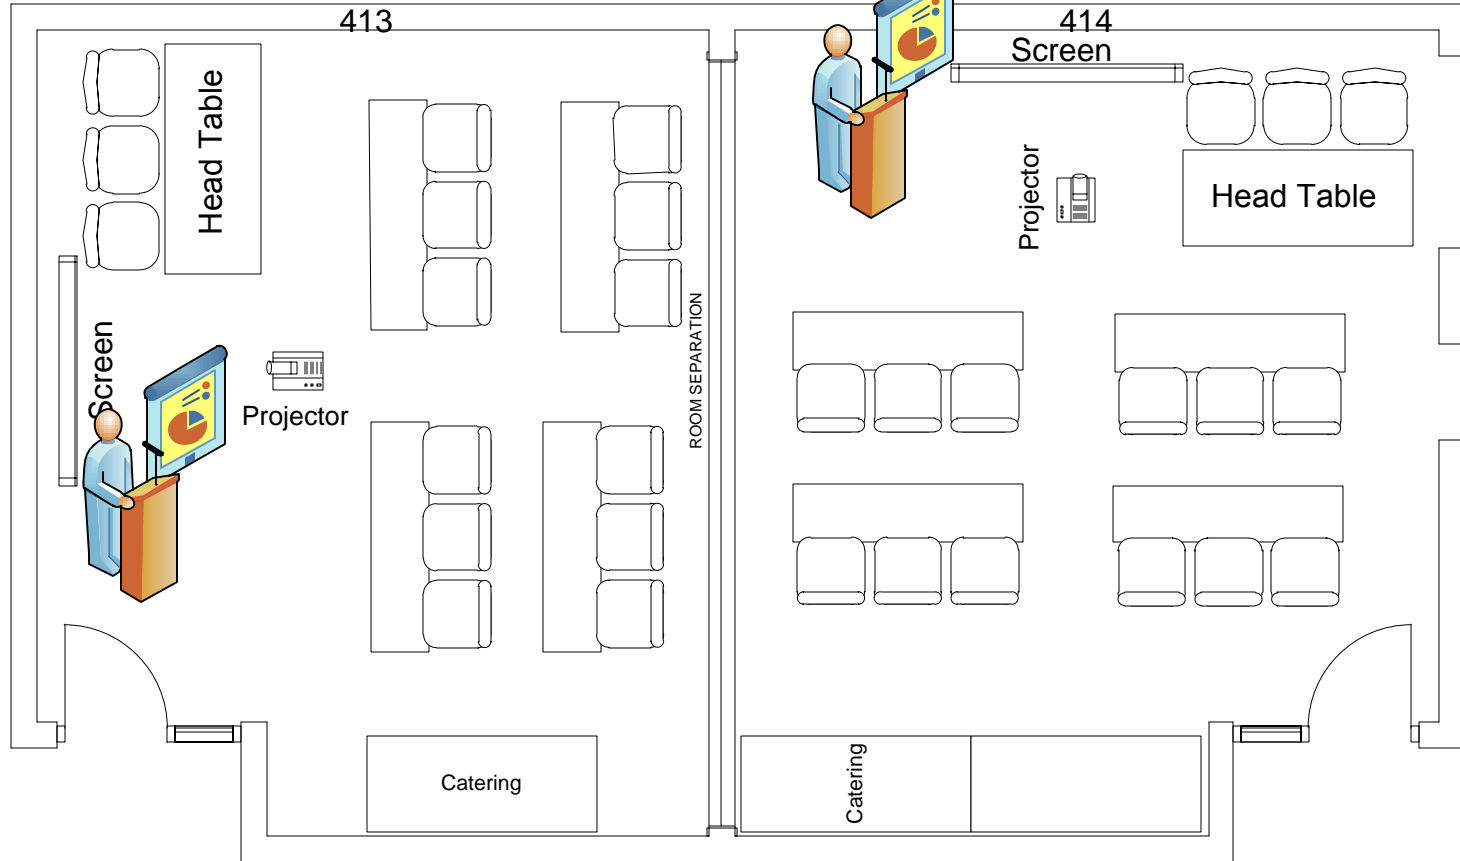 413
Head Table
Screen
Projector
Catering
ROOM SEPARATION
414
Screen
Projector
Head Table
Catering